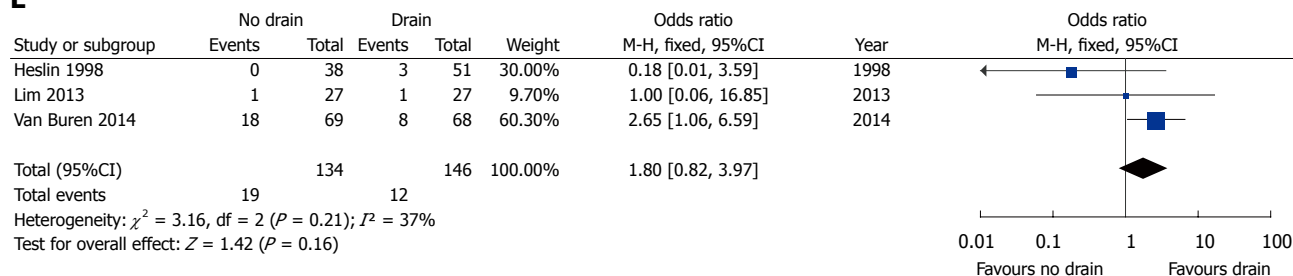 E
No drain Drain Odds ratio Odds ratio
Study or subgroup Events Total Events Total Weight M-H, fixed, 95%CI Year M-H, fixed, 95%CI
Heslin 1998 0 38 3 51 30.00% 0.18 [0.01, 3.59] 1998
Lim 2013 1 27 1 27 9.70% 1.00 [0.06, 16.85] 2013
Van Buren 2014 18 69 8 68 60.30% 2.65 [1.06, 6.59] 2014
Total (95%CI) 134 146 100.00% 1.80 [0.82, 3.97]
Total events 19 12
Heterogeneity: χ² = 3.16, df = 2 (P = 0.21); I² = 37%
Test for overall effect: Z = 1.42 (P = 0.16)
0.01 0.1 1 10 100
Favours no drain Favours drain